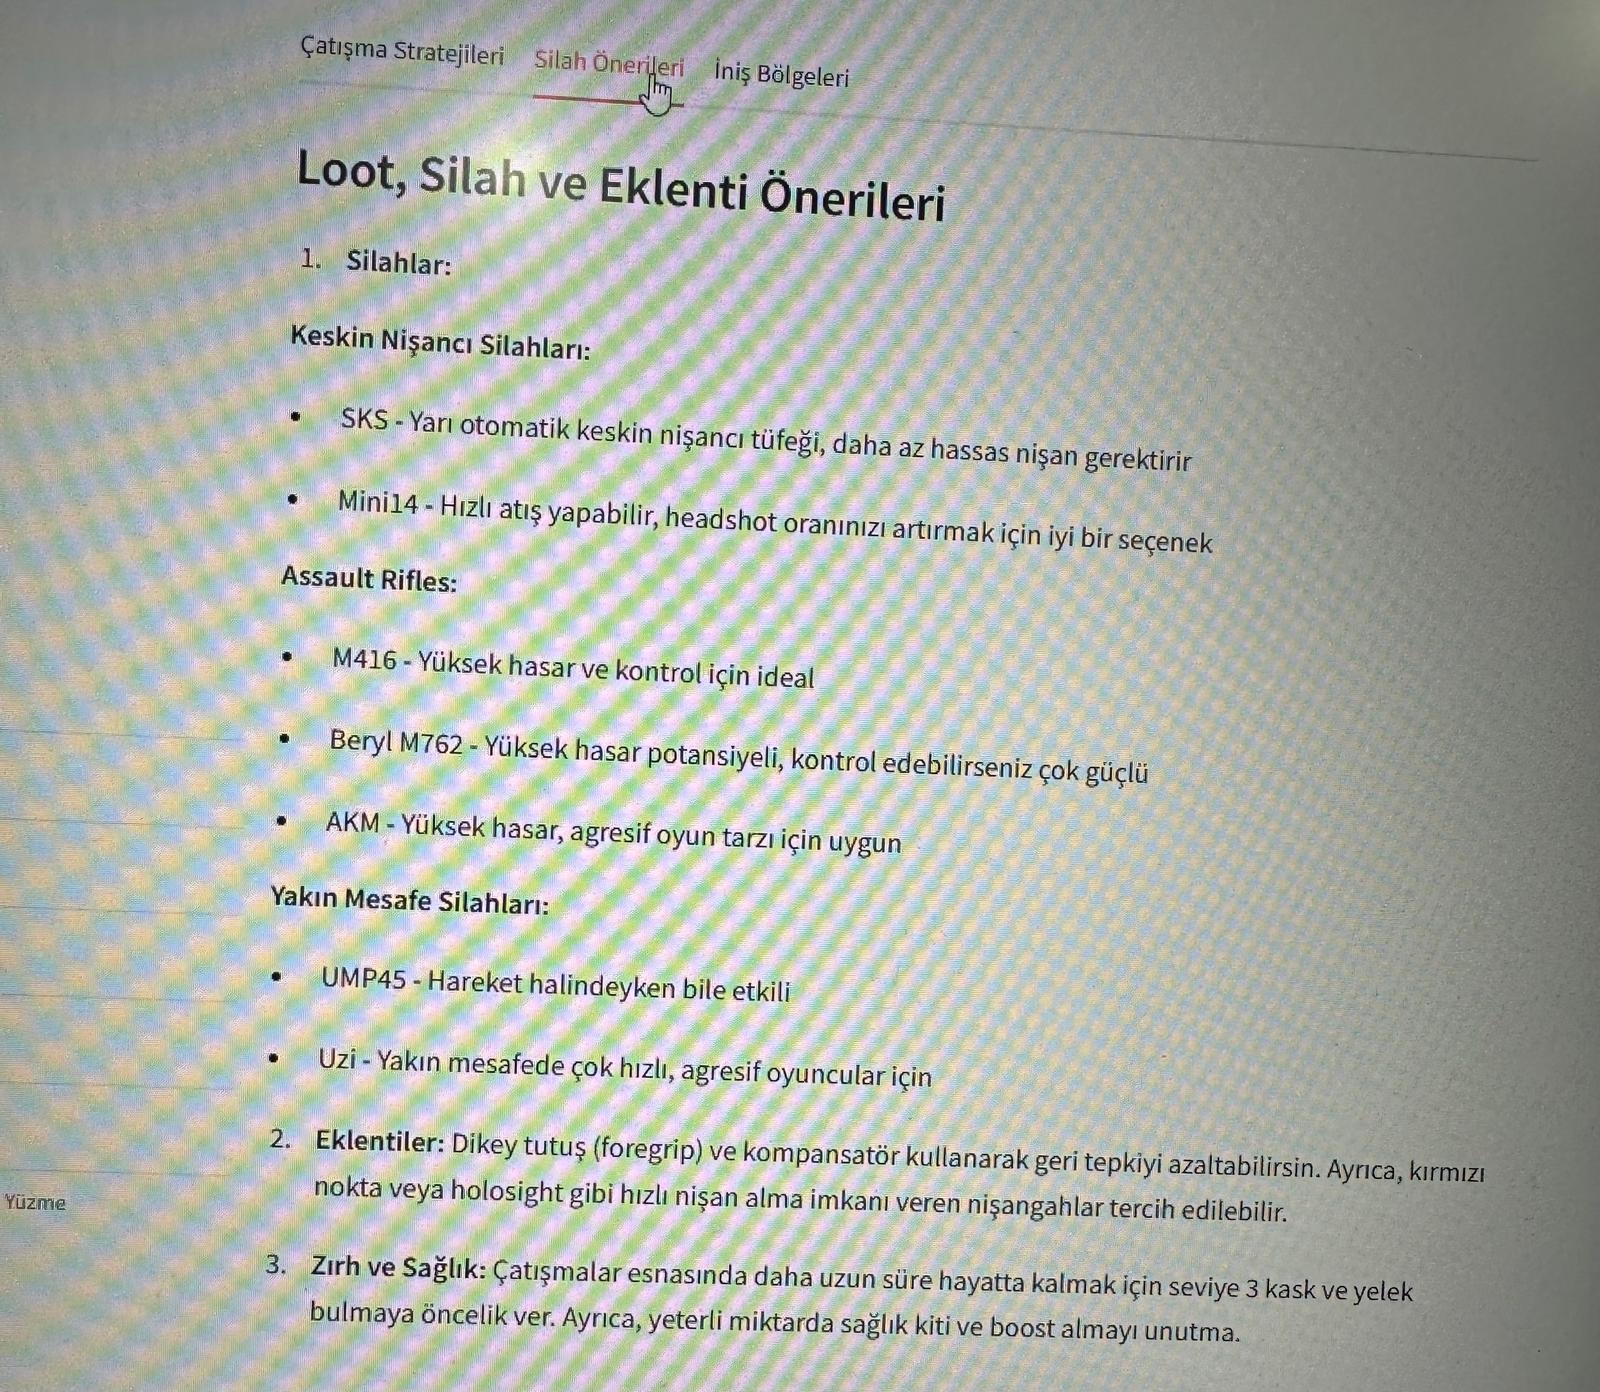 Çatışma Stratejileri Silah Önerileri İniş Bölgeleri
Loot, Silah ve Eklenti Önerileri
1. Silahlar:
Keskin Nişancı Silahları:
• SKS - Yarı otomatik keskin nişancı tüfeği, daha az hassas nişan gerektirir
• Mini14 - Hızlı atış yapabilir, headshot oranınızı artırmak için iyi bir seçenek
Assault Rifles:
• M416 - Yüksek hasar ve kontrol için ideal
• Beryl M762 - Yüksek hasar potansiyeli, kontrol edebilirseniz çok güçlü
• AKM - Yüksek hasar, agresif oyun tarzı için uygun
Yakın Mesafe Silahları:
• UMP45 - Hareket halindeyken bile etkili
• Uzi - Yakın mesafede çok hızlı, agresif oyuncular için
2. Eklentiler: Dikey tutuş (foregrip) ve kompansatör kullanarak geri tepkiyi azaltabilirsin. Ayrıca, kırmızı
nokta veya holosight gibi hızlı nişan alma imkanı veren nişangahlar tercih edilebilir.
Yüzme
3. Zırh ve Sağlık: Çatışmalar esnasında daha uzun süre hayatta kalmak için seviye 3 kask ve yelek
bulmaya öncelik ver. Ayrıca, yeterli miktarda sağlık kiti ve boost almayı unutma.